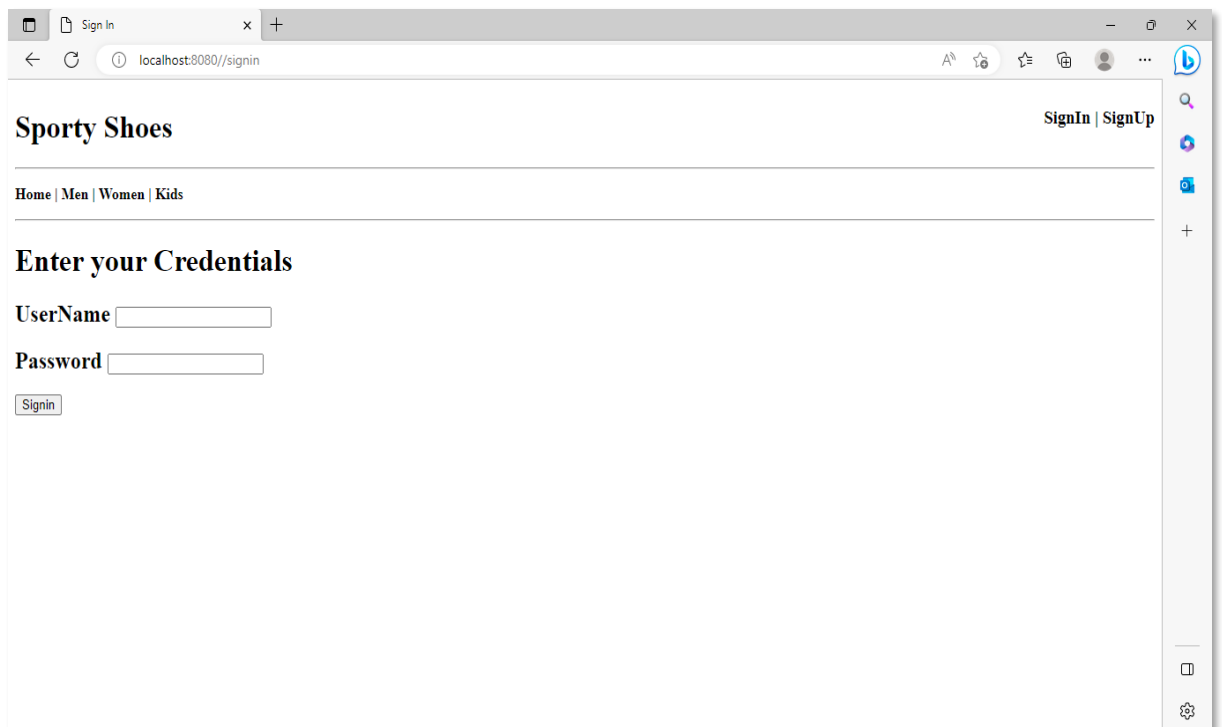 Sign In
localhost:8080//signin
Sporty Shoes
SignIn | SignUp
Home | Men | Women | Kids
Enter your Credentials
UserName
Password
Signin